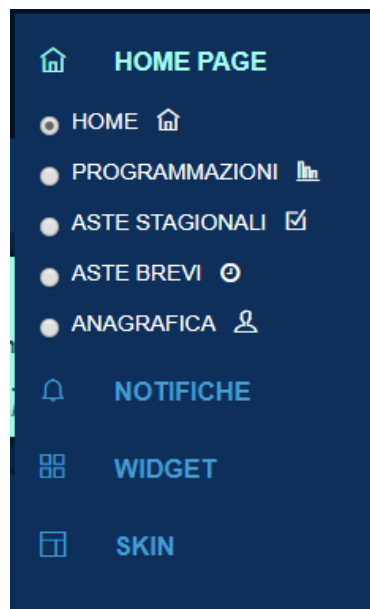 HOME PAGE
HOME
PROGRAMMAZIONI
ASTE STAGIONALI
ASTE BREVI
ANAGRAFICA
NOTIFICHE
WIDGET
SKIN